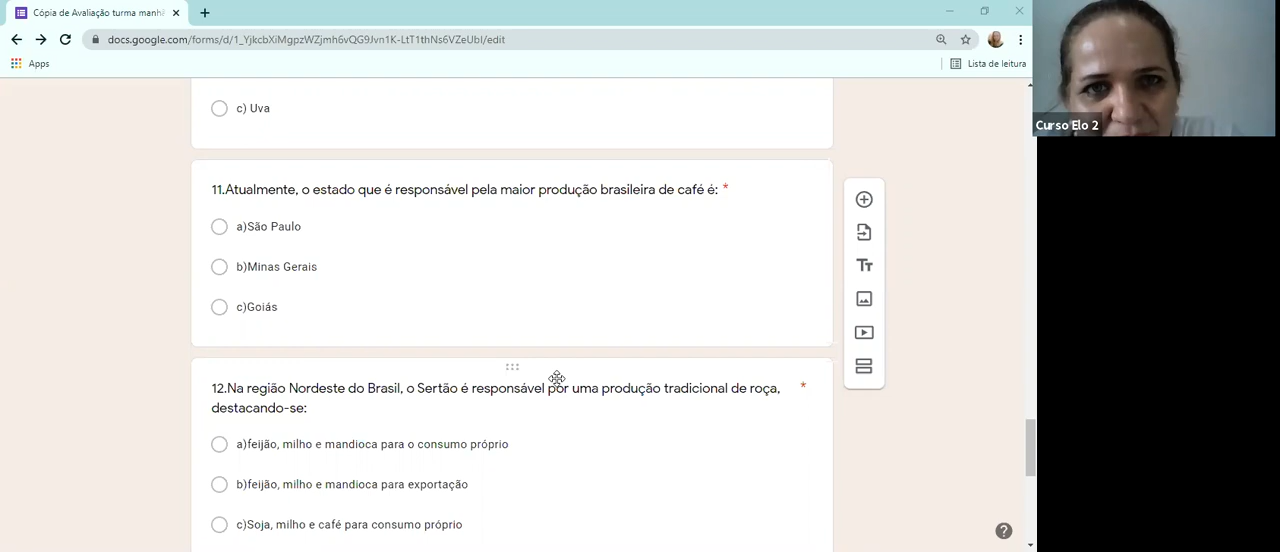 Cópia de Avaliação turma manhã
docs.google.com/forms/d/1_YjkcbXiMgpzWZjmh6vQG9Jvn1K-LtT1thNs6VZeUbI/edit
Apps
Lista de leitura
Curso Elo 2
c) Uva
11.Atualmente, o estado que é responsável pela maior produção brasileira de café é: *
a)São Paulo
b)Minas Gerais
c)Goiás
Tт
12.Na região Nordeste do Brasil, o Sertão é responsável por uma produção tradicional de roça, *
destacando-se:
a)feijão, milho e mandioca para o consumo próprio
b)feijão, milho e mandioca para exportação
c)Soja, milho e café para consumo próprio